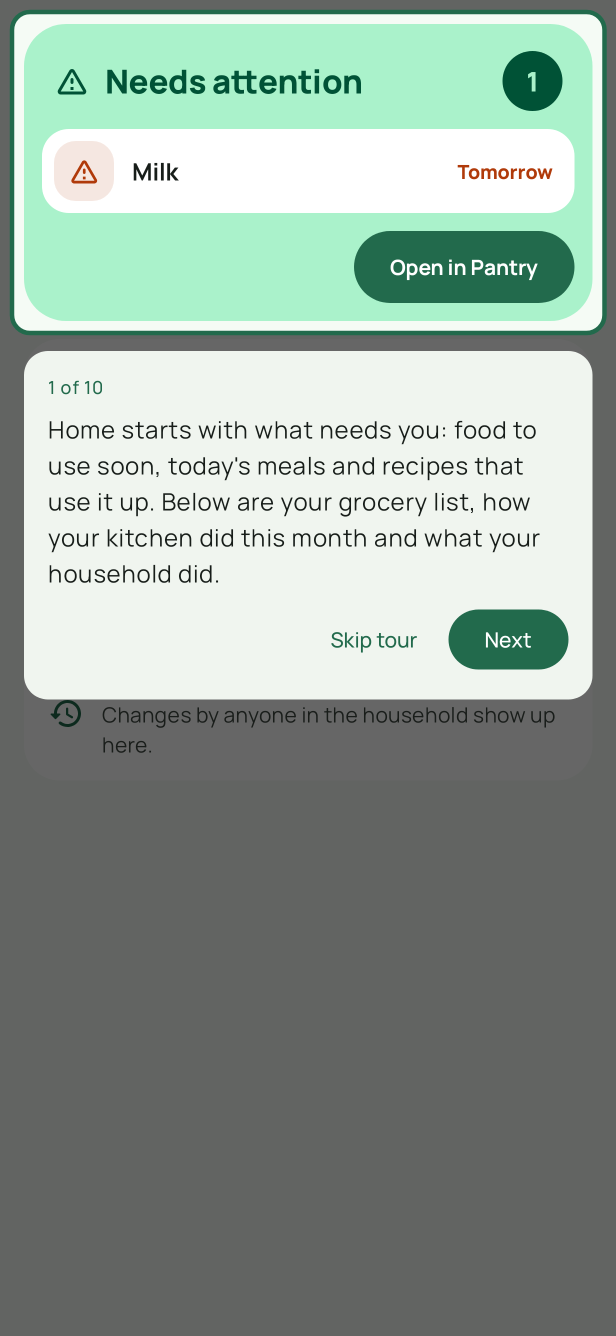 Needs attention
1
Milk
Tomorrow
Open in Pantry
1 of 10
Home starts with what needs you: food to
use soon, today's meals and recipes that
use it up. Below are your grocery list, how
your kitchen did this month and what your
household did.
Skip tour
Next
Changes by anyone in the household show up
here.